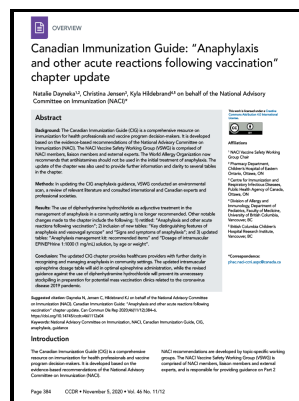 OVERVIEW
Canadian Immunization Guide: "Anaphylaxis
and other acute reactions following vaccination"
chapter update
Natalie Dayneka1,2, Christina Jensen3, Kyla Hildebrand4,5 on behalf of the National Advisory
Committee on Immunization (NACI)*
Abstract
Background: The Canadian Immunization Guide (CIG) is a comprehensive resource on
immunization for health professionals and vaccine program decision-makers. It is developed
based on the evidence-based recommendations of the National Advisory Committee on
Immunization (NACI). The NACI Vaccine Safety Working Group (VSWG) is comprised of
NACI members, liaison members and external experts. The World Allergy Organization now
recommends that antihistamines should not be used in the initial treatment of anaphylaxis. The
update of the chapter was also used to provide further information and clarity to several tables
in the chapter.
Methods: In updating the CIG anaphylaxis guidance, VSWG conducted an environmental
scan, a review of relevant literature and consulted international and Canadian experts and
professional societies.
Results: The use of diphenhydramine hydrochloride as adjunctive treatment in the
management of anaphylaxis in a community setting is no longer recommended. Other notable
changes made to the chapter include the following: 1) retitled: "Anaphylaxis and other acute
reactions following vaccination"; 2) inclusion of new tables: "Key distinguishing features of
anaphylaxis and vasovagal syncope" and "Signs and symptoms of anaphylaxis"; and 3) updated
tables: "Anaphylaxis management kit: recommended items" and "Dosage of intramuscular
EPINEPHrine 1:1000 (1 mg/mL) solution, by age or weight".
Conclusions: The updated CIG chapter provides healthcare providers with further clarity in
recognizing and managing anaphylaxis in community settings. The updated intramuscular
epinephrine dosage table will aid in optimal epinephrine administration, while the revised
guidance against the use of diphenhydramine hydrochloride will prevent its unnecessary
stockpiling in preparation for potential mass vaccination clinics related to the coronavirus
disease 2019 pandemic.
This work is licensed under a Creative
Commons Attribution 4.0 International
License.
Affiliations
1 NACI Vaccine Safety Working
Group Chair
2 Pharmacy Department,
Children's Hospital of Eastern
Ontario, Ottawa, ON
3 Centre for Immunization and
Respiratory Infectious Diseases,
Public Health Agency of Canada,
Ottawa, ON
4 Division of Allergy and
Immunology, Department of
Pediatrics, Faculty of Medicine,
University of British Columbia,
Vancouver, BC
5 British Columbia Children's
Hospital Research Institute,
Vancouver, BC
*Correspondence:
phac.naci-ccni.aspc@canada.ca
Suggested citation: Dayneka N, Jensen C, Hildebrand KJ on behalf of the National Advisory Committee
on Immunization (NACI). Canadian Immunization Guide: "Anaphylaxis and other acute reactions following
vaccination" chapter update. Can Commun Dis Rep 2020;46(11/12):384–6.
Keywords: National Advisory Committee on Immunization, NACI, Canadian Immunization Guide, CIG,
anaphylaxis, guidance
Introduction
The Canadian Immunization Guide (CIG) is a comprehensive
resource on immunization for health professionals and vaccine
program decision makers. It is developed based on the
evidence-based recommendations of the National Advisory
Committee on Immunization (NACI).
NACI recommendations are developed by topic-specific working
groups. The NACI Vaccine Safety Working Group (VSWG) is
comprised of NACI members, liaison members and external
experts, and is responsible for providing guidance on Part 2
Page 384
CCDR • November 5, 2020 • Vol. 46 No. 11/12